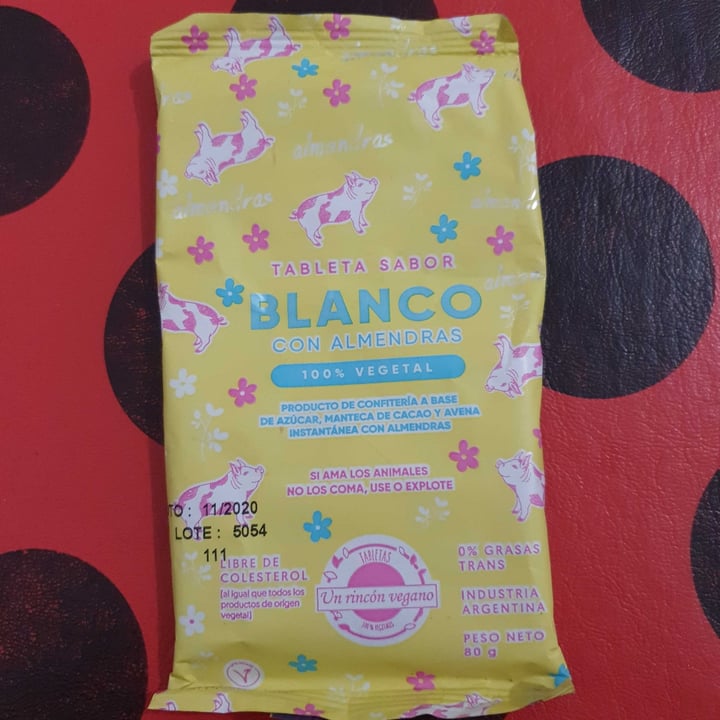 almendras
almendras
almendras
TABLETA SABOR
BLANCO
CON ALMENDRAS
100% VEGETAL
PRODUCTO DE CONFITERÍA A BASE
DE AZÚCAR, MANTECA DE CACAO Y AVENA
INSTANTÁNEA CON ALMENDRAS
SI AMA LOS ANIMALES
NO LOS COMA, USE O EXPLOTE
TO : 11/2020
LOTE : 5054
111
LIBRE DE
COLESTEROL
(al igual que todos los
productos de origen
vegetal)
TABLETAS
Un rincón vegano
0% GRASAS
TRANS
INDUSTRIA
ARGENTINA
PESO NETO
80 g